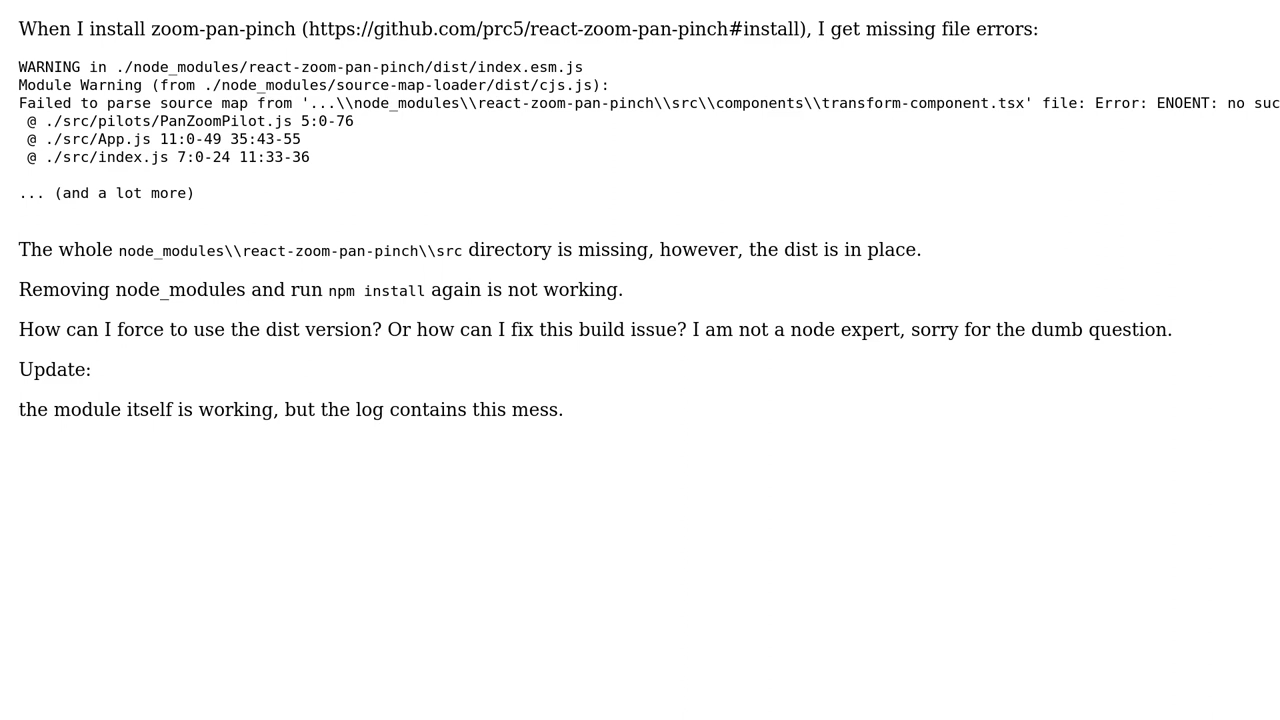 When I install zoom-pan-pinch (https://github.com/prc5/react-zoom-pan-pinch#install), I get missing file errors:
WARNING in ./node_modules/react-zoom-pan-pinch/dist/index.esm.js
Module Warning (from ./node_modules/source-map-loader/dist/cjs.js):
Failed to parse source map from '...\\node_modules\\react-zoom-pan-pinch\\src\\components\\transform-component.tsx' file: Error: ENOENT: no suc
 @ ./src/pilots/PanZoomPilot.js 5:0-76
 @ ./src/App.js 11:0-49 35:43-55
 @ ./src/index.js 7:0-24 11:33-36
... (and a lot more)
The whole node_modules\\react-zoom-pan-pinch\\src directory is missing, however, the dist is in place.
Removing node_modules and run npm install again is not working.
How can I force to use the dist version? Or how can I fix this build issue? I am not a node expert, sorry for the dumb question.
Update:
the module itself is working, but the log contains this mess.